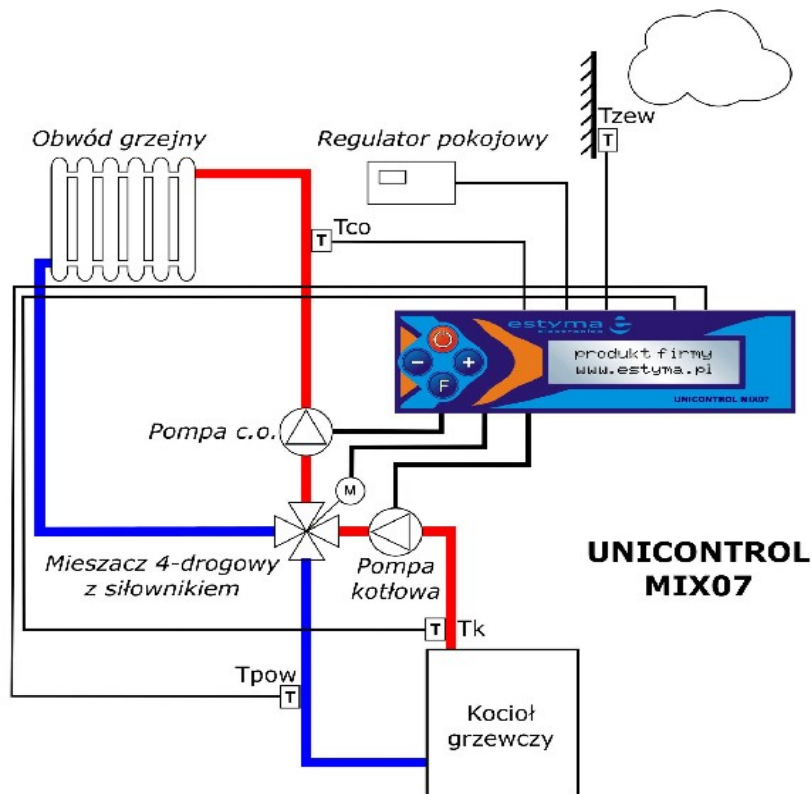 Tzew
Obwód grzejny
Regulator pokojowy
T
T
Tco
estyma
electronics
produkt firmy
www.estyma.pl
-
+
F
UNICONTROL MIX07
Pompa c.o.
M
Mieszacz 4-drogowy
z siłownikiem
Pompa
kotłowa
UNICONTROL
MIX07
T
Tk
Tpow
T
Kocioł
grzewczy